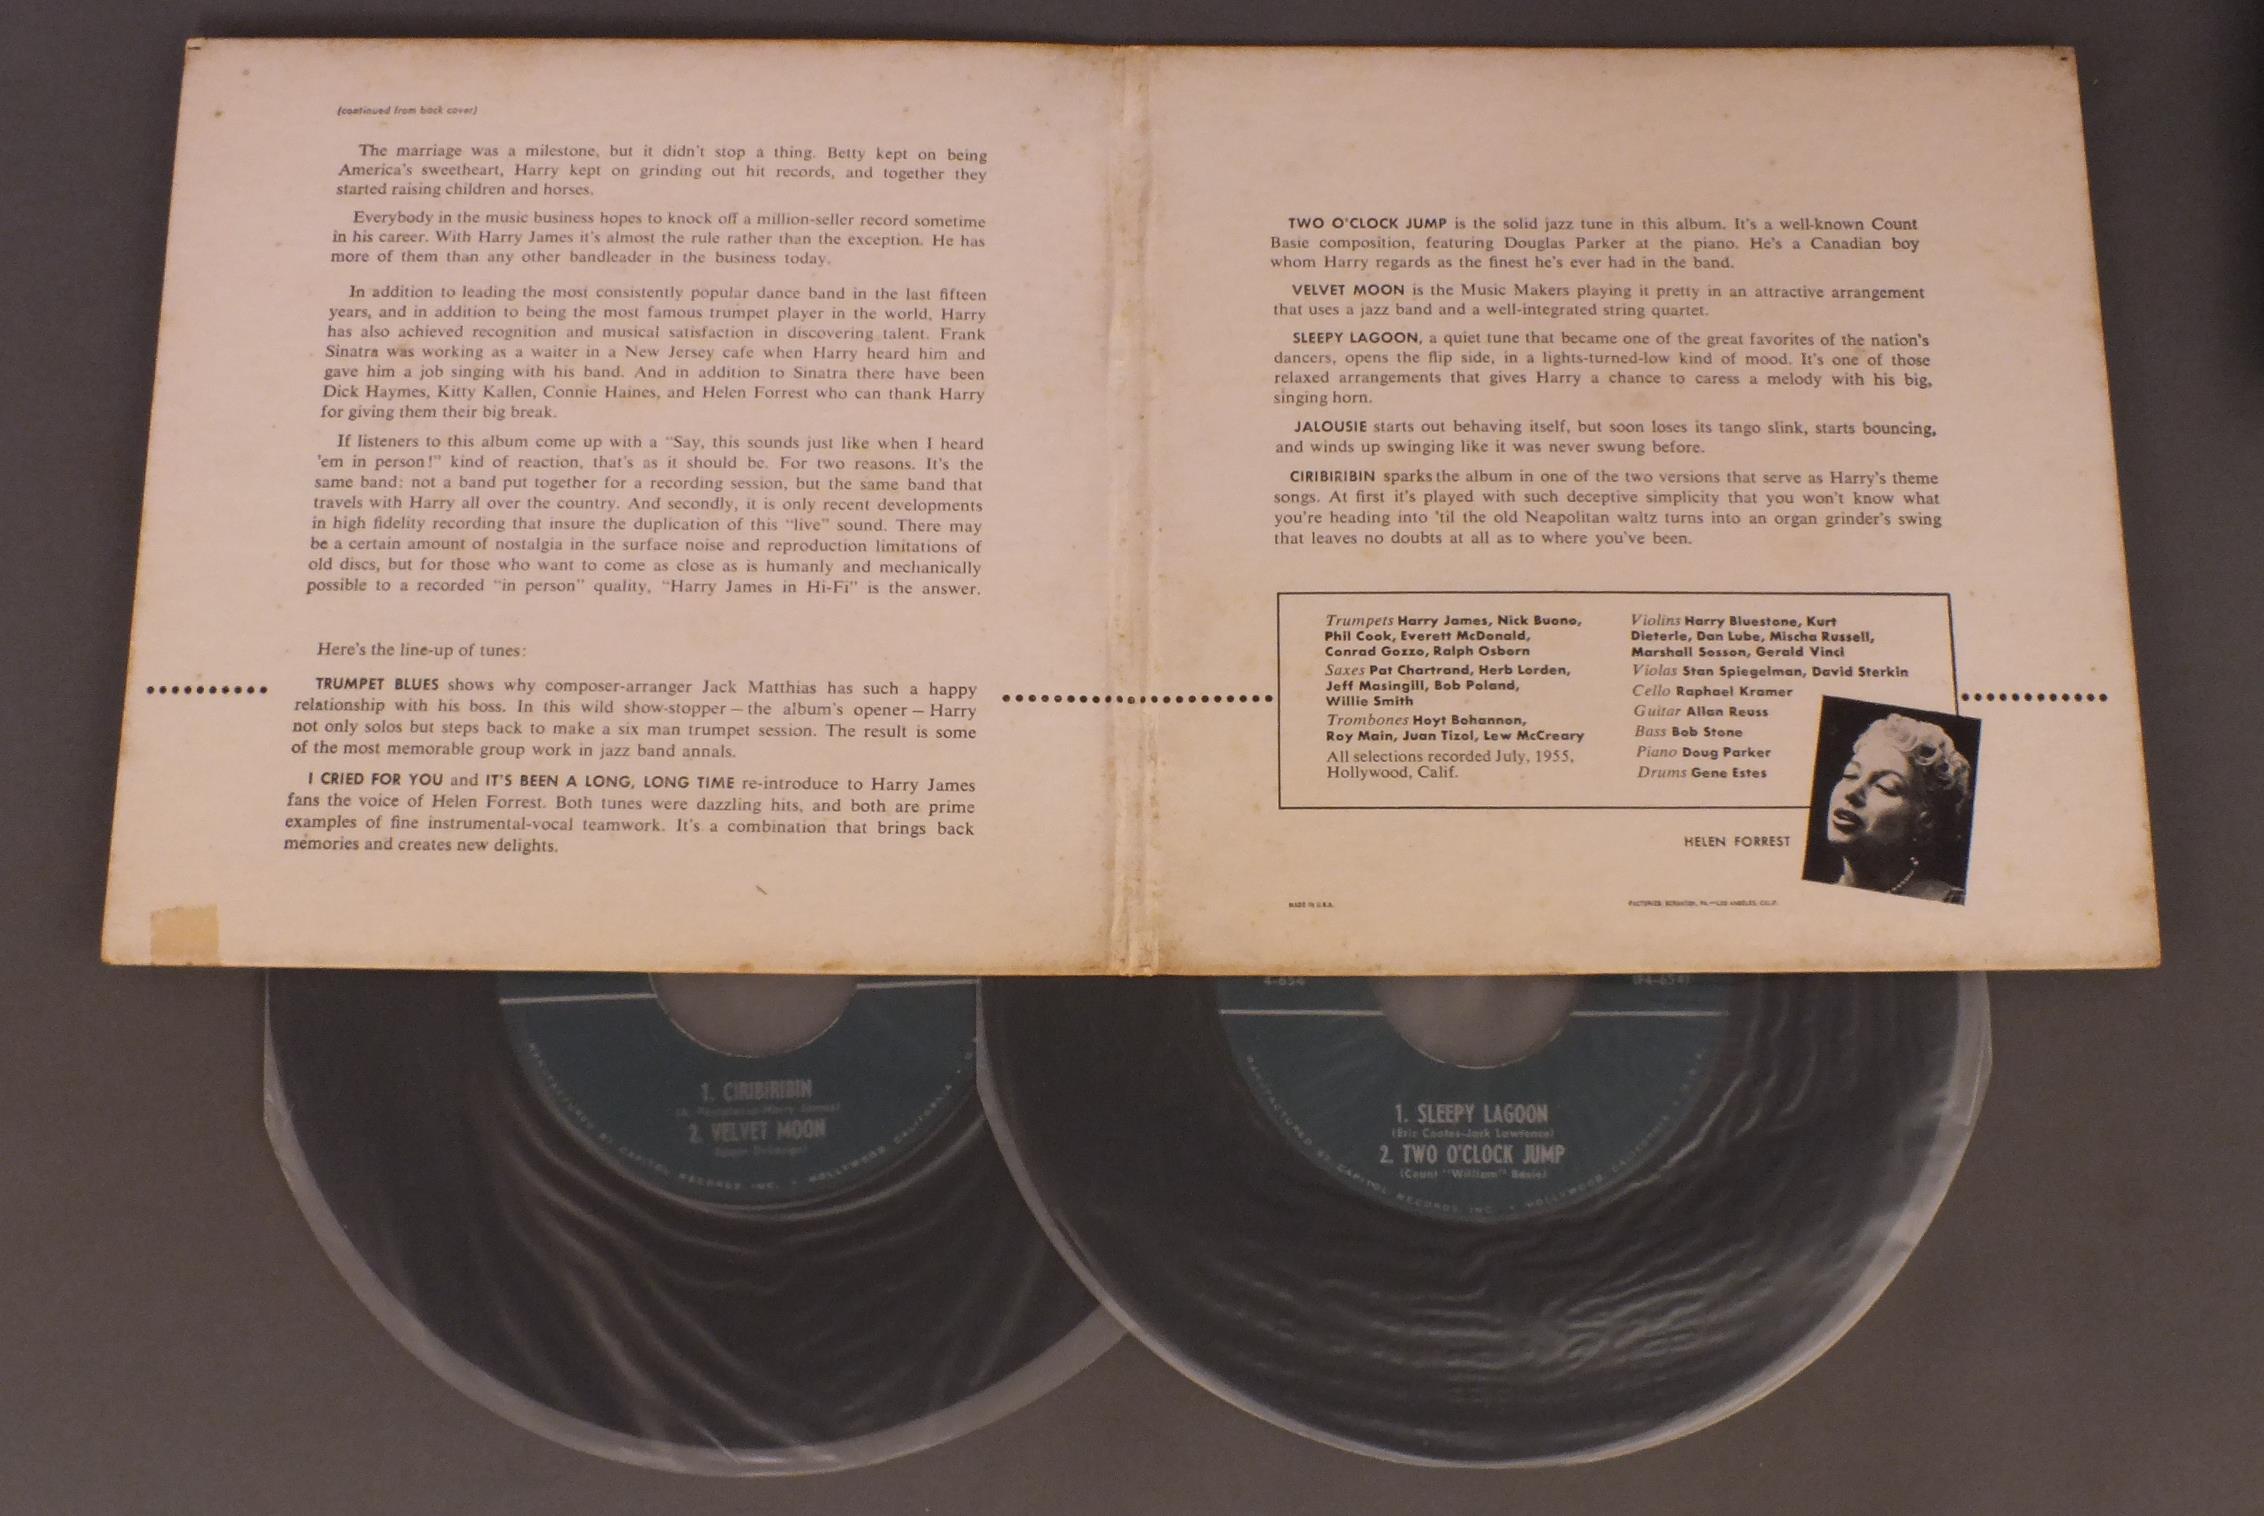 (continued from back cover)
The marriage was a milestone, but it didn't stop a thing. Betty kept on being
America's sweetheart, Harry kept on grinding out hit records, and together they
started raising children and horses.
Everybody in the music business hopes to knock off a million-seller record sometime
in his career. With Harry James it's almost the rule rather than the exception. He has
more of them than any other bandleader in the business today.
In addition to leading the most consistently popular dance band in the last fifteen
years, and in addition to being the most famous trumpet player in the world, Harry
has also achieved recognition and musical satisfaction in discovering talent. Frank
Sinatra was working as a waiter in a New Jersey cafe when Harry heard him and
gave him a job singing with his band. And in addition to Sinatra there have been
Dick Haymes, Kitty Kallen, Connie Haines, and Helen Forrest who can thank Harry
for giving them their big break.
If listeners to this album come up with a "Say, this sounds just like when I heard
'em in person!" kind of reaction, that's as it should be. For two reasons. It's the
same band: not a band put together for a recording session, but the same band that
travels with Harry all over the country. And secondly, it is only recent developments
in high fidelity recording that insure the duplication of this "live" sound. There may
be a certain amount of nostalgia in the surface noise and reproduction limitations of
old discs, but for those who want to come as close as is humanly and mechanically
possible to a recorded "in person" quality, "Harry James in Hi-Fi" is the answer.
Here's the line-up of tunes:
TRUMPET BLUES shows why composer-arranger Jack Matthias has such a happy
relationship with his boss. In this wild show-stopper — the album's opener — Harry
not only solos but steps back to make a six man trumpet session. The result is some
of the most memorable group work in jazz band annals.
I CRIED FOR YOU and IT'S BEEN A LONG, LONG TIME re-introduce to Harry James
fans the voice of Helen Forrest. Both tunes were dazzling hits, and both are prime
examples of fine instrumental-vocal teamwork. It's a combination that brings back
memories and creates new delights.
TWO O'CLOCK JUMP is the solid jazz tune in this album. It's a well-known Count
Basie composition, featuring Douglas Parker at the piano. He's a Canadian boy
whom Harry regards as the finest he's ever had in the band.
VELVET MOON is the Music Makers playing it pretty in an attractive arrangement
that uses a jazz band and a well-integrated string quartet.
SLEEPY LAGOON, a quiet tune that became one of the great favorites of the nation's
dancers, opens the flip side, in a lights-turned-low kind of mood. It's one of those
relaxed arrangements that gives Harry a chance to caress a melody with his big,
singing horn.
JALOUSIE starts out behaving itself, but soon loses its tango slink, starts bouncing,
and winds up swinging like it was never swung before.
CIRIBIRIBIN sparks the album in one of the two versions that serve as Harry's theme
songs. At first it's played with such deceptive simplicity that you won't know what
you're heading into 'til the old Neapolitan waltz turns into an organ grinder's swing
that leaves no doubts at all as to where you've been.
Trumpets Harry James, Nick Buono,
Phil Cook, Everett McDonald,
Conrad Gozzo, Ralph Osborn
Saxes Pat Chartrand, Herb Lorden,
Jeff Masingill, Bob Poland,
Willie Smith
Trombones Hoyt Bohannon,
Roy Main, Juan Tizol, Lew McCreary
All selections recorded July, 1955,
Hollywood, Calif.
Violins Harry Bluestone, Kurt
Dieterle, Dan Lube, Mischa Russell,
Marshall Sosson, Gerald Vinci
Violas Stan Spiegelman, David Sterkin
Cello Raphael Kramer
Guitar Allan Reuss
Bass Bob Stone
Piano Doug Parker
Drums Gene Estes
HELEN FORREST
MADE IN U.S.A.
FACTORIES: SCRANTON, PA.—LOS ANGELES, CALIF.
1. CIRIBIRIBIN
2. VELVET MOON
MANUFACTURED BY CAPITOL RECORDS, INC. • HOLLYWOOD, CALIFORNIA •
4-654
1. SLEEPY LAGOON
(Eric Coates-Jack Lawrence)
2. TWO O'CLOCK JUMP
(Count "William" Basie)
MANUFACTURED BY CAPITOL RECORDS, INC. • HOLLYWOOD, CALIFORNIA • U.S.A.